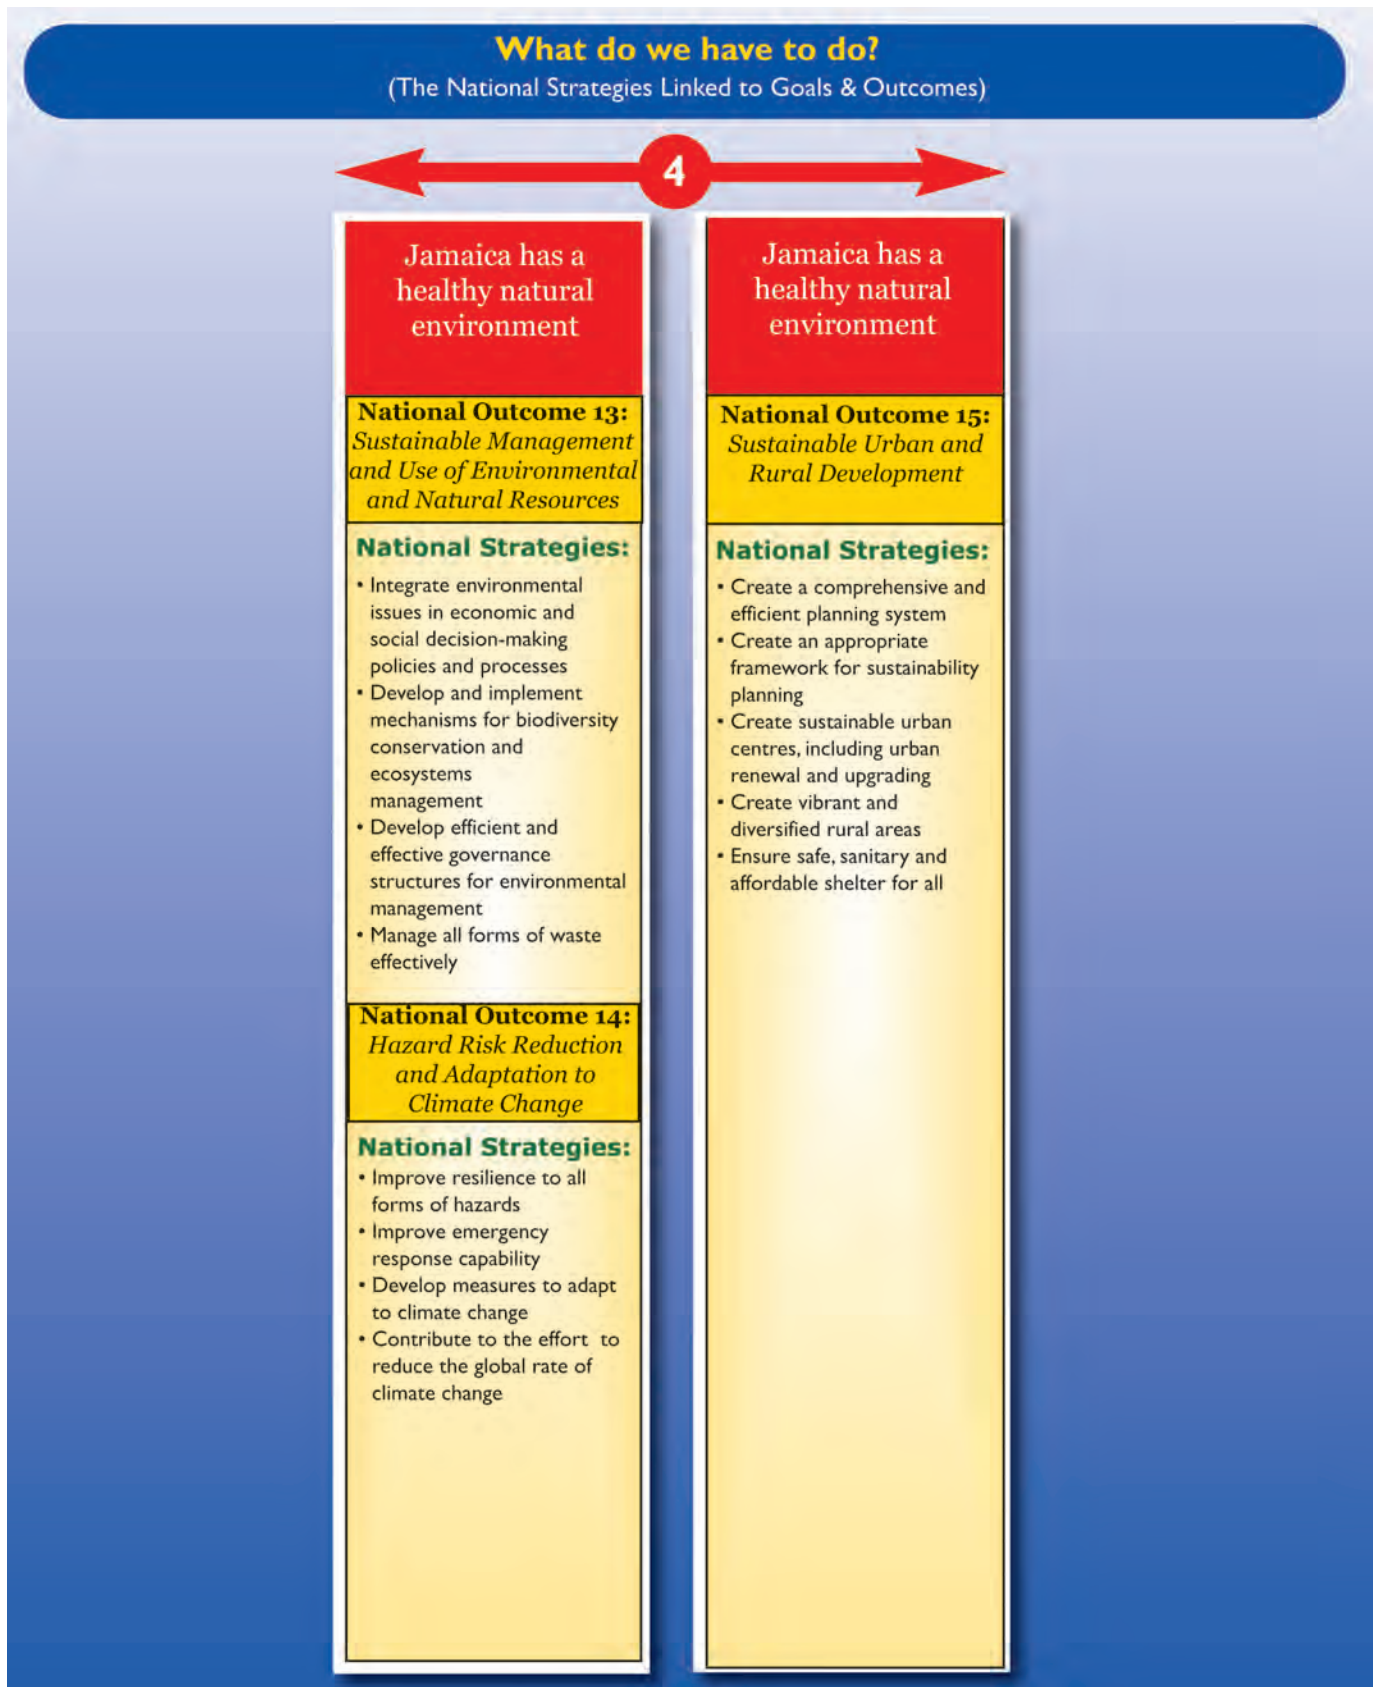 What do we have to do?
(The National Strategies Linked to Goals & Outcomes)
4
Jamaica has a
healthy natural
environment
National Outcome 13:
Sustainable Management
and Use of Environmental
and Natural Resources
National Strategies:
• Integrate environmental
issues in economic and
social decision-making
policies and processes
• Develop and implement
mechanisms for biodiversity
conservation and
ecosystems
management
• Develop efficient and
effective governance
structures for environmental
management
• Manage all forms of waste
effectively
National Outcome 14:
Hazard Risk Reduction
and Adaptation to
Climate Change
National Strategies:
• Improve resilience to all
forms of hazards
• Improve emergency
response capability
• Develop measures to adapt
to climate change
• Contribute to the effort to
reduce the global rate of
climate change
Jamaica has a
healthy natural
environment
National Outcome 15:
Sustainable Urban and
Rural Development
National Strategies:
• Create a comprehensive and
efficient planning system
• Create an appropriate
framework for sustainability
planning
• Create sustainable urban
centres, including urban
renewal and upgrading
• Create vibrant and
diversified rural areas
• Ensure safe, sanitary and
affordable shelter for all